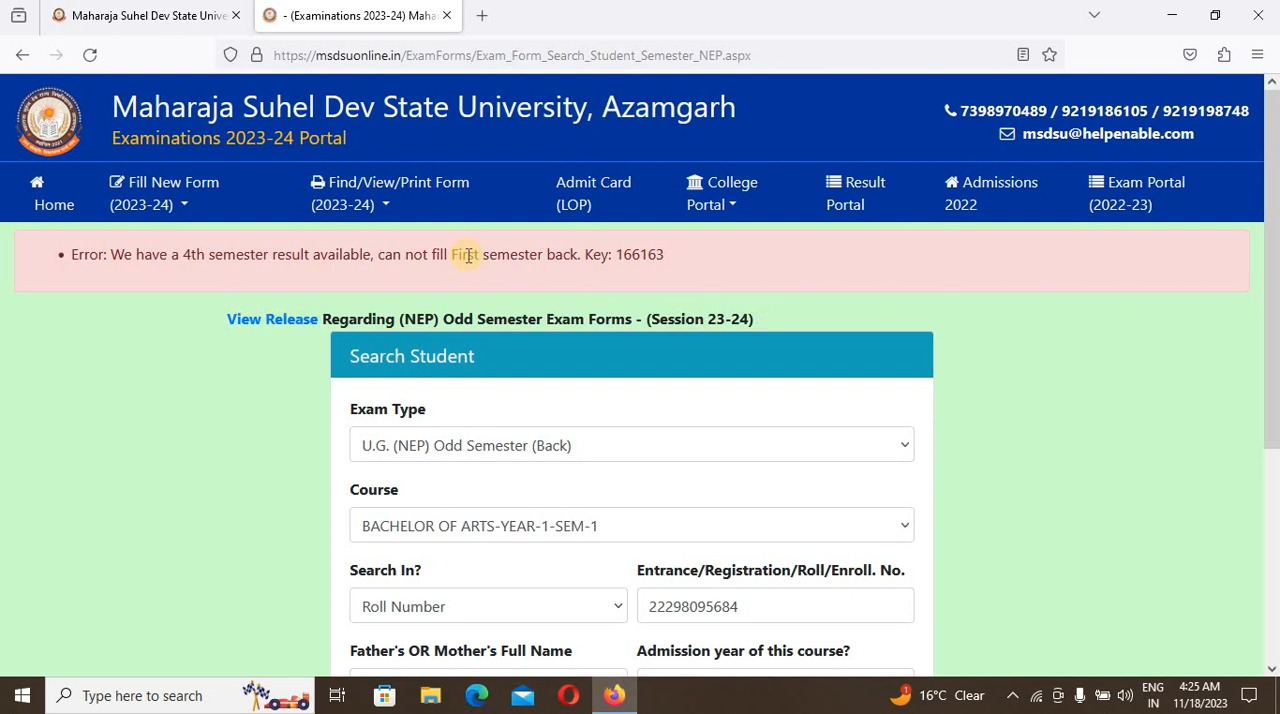 Maharaja Suhel Dev State Unive
- (Examinations 2023-24) Maha
https://msdsuonline.in/ExamForms/Exam_Form_Search_Student_Semester_NEP.aspx
Maharaja Suhel Dev State University, Azamgarh
Examinations 2023-24 Portal
7398970489 / 9219186105 / 9219198748
msdsu@helpenable.com
Home
Fill New Form (2023-24)
Find/View/Print Form (2023-24)
Admit Card (LOP)
College Portal
Result Portal
Admissions 2022
Exam Portal (2022-23)
• Error: We have a 4th semester result available, can not fill First semester back. Key: 166163
View Release Regarding (NEP) Odd Semester Exam Forms - (Session 23-24)
Search Student
Exam Type
U.G. (NEP) Odd Semester (Back)
Course
BACHELOR OF ARTS-YEAR-1-SEM-1
Search In?
Entrance/Registration/Roll/Enroll. No.
Roll Number
22298095684
Father's OR Mother's Full Name
Admission year of this course?
Type here to search
1
16°C Clear
ENG
IN
4:25 AM
11/18/2023